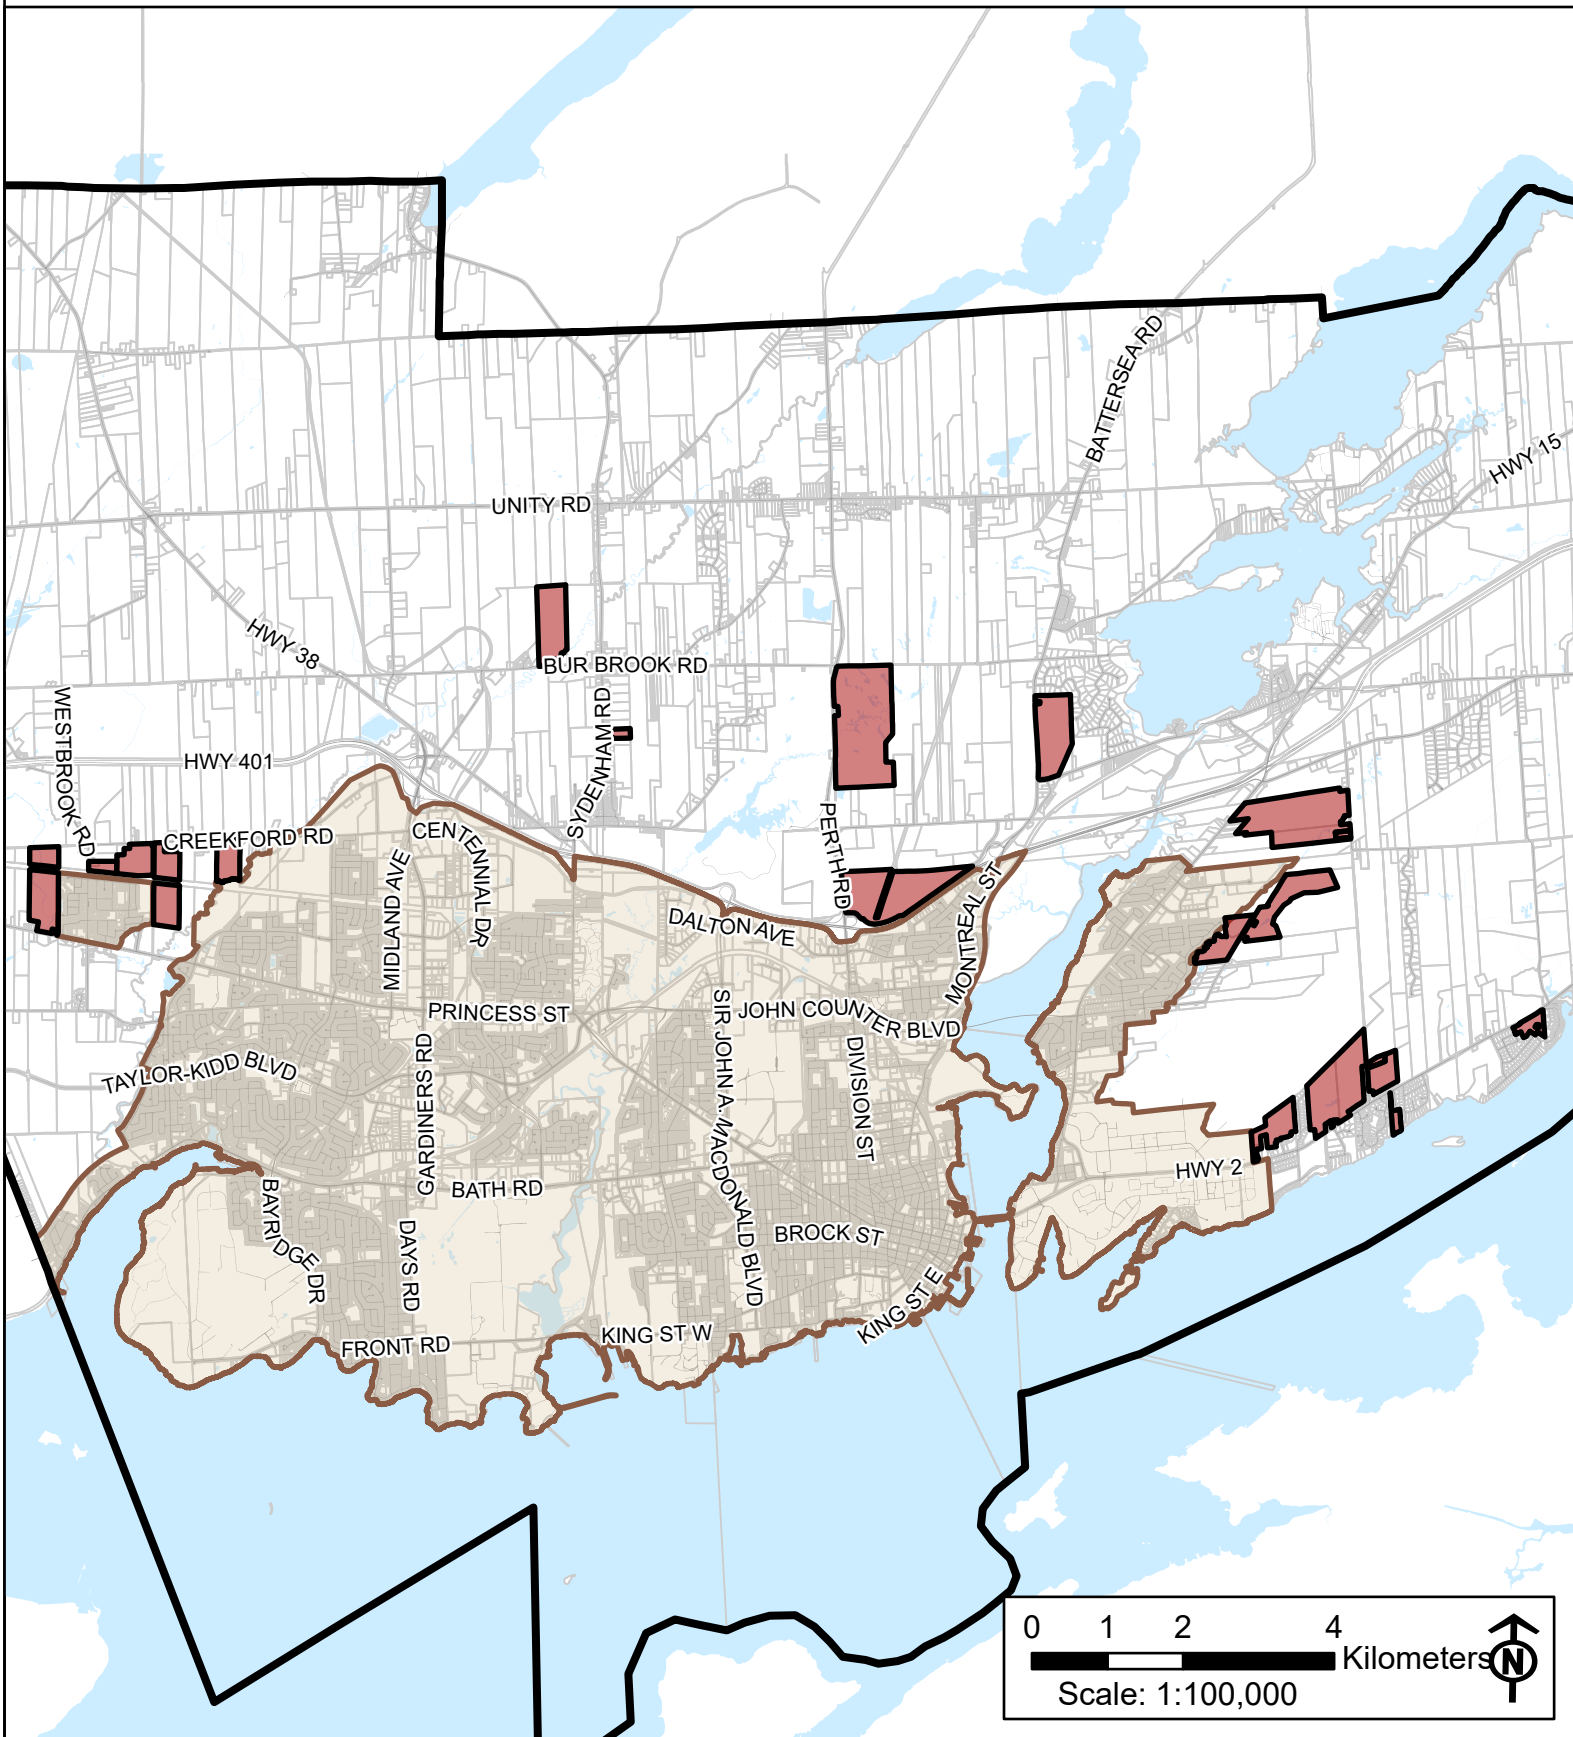 BATTERSEA RD
HWY 15
UNITY RD
HWY 38
BUR BROOK RD
WESTBROOK RD
SYDENHAM RD
HWY 401
CREEKFORD RD
CENTENNIAL DR
MIDLAND AVE
PERTH RD
MONTREAL ST
DALTON AVE
PRINCESS ST
JOHN COUNTER BLVD
SIR JOHN A. MACDONALD BLVD
TAYLOR-KIDD BLVD
GARDINERS RD
DIVISION ST
HWY 2
BATH RD
BAYRIDGE DR
DAYS RD
BROCK ST
KING ST E
KING ST W
FRONT RD
0 1 2 4
Kilometers
N
Scale: 1:100,000